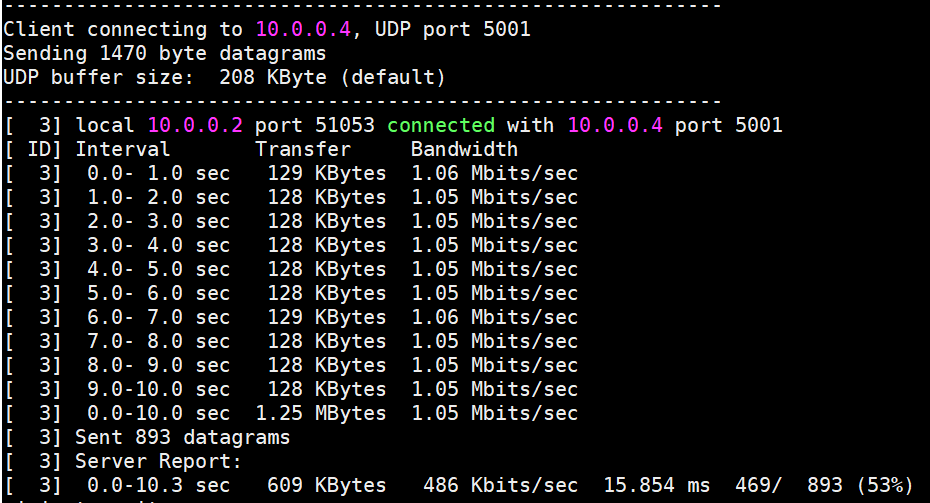 ------------------------------------------------------------
Client connecting to 10.0.0.4, UDP port 5001
Sending 1470 byte datagrams
UDP buffer size:  208 KByte (default)
------------------------------------------------------------
[  3] local 10.0.0.2 port 51053 connected with 10.0.0.4 port 5001
[ ID] Interval       Transfer     Bandwidth
[  3]  0.0- 1.0 sec   129 KBytes  1.06 Mbits/sec
[  3]  1.0- 2.0 sec   128 KBytes  1.05 Mbits/sec
[  3]  2.0- 3.0 sec   128 KBytes  1.05 Mbits/sec
[  3]  3.0- 4.0 sec   128 KBytes  1.05 Mbits/sec
[  3]  4.0- 5.0 sec   128 KBytes  1.05 Mbits/sec
[  3]  5.0- 6.0 sec   128 KBytes  1.05 Mbits/sec
[  3]  6.0- 7.0 sec   129 KBytes  1.06 Mbits/sec
[  3]  7.0- 8.0 sec   128 KBytes  1.05 Mbits/sec
[  3]  8.0- 9.0 sec   128 KBytes  1.05 Mbits/sec
[  3]  9.0-10.0 sec   128 KBytes  1.05 Mbits/sec
[  3]  0.0-10.0 sec  1.25 MBytes  1.05 Mbits/sec
[  3] Sent 893 datagrams
[  3] Server Report:
[  3]  0.0-10.3 sec   609 KBytes   486 Kbits/sec  15.854 ms  469/  893 (53%)